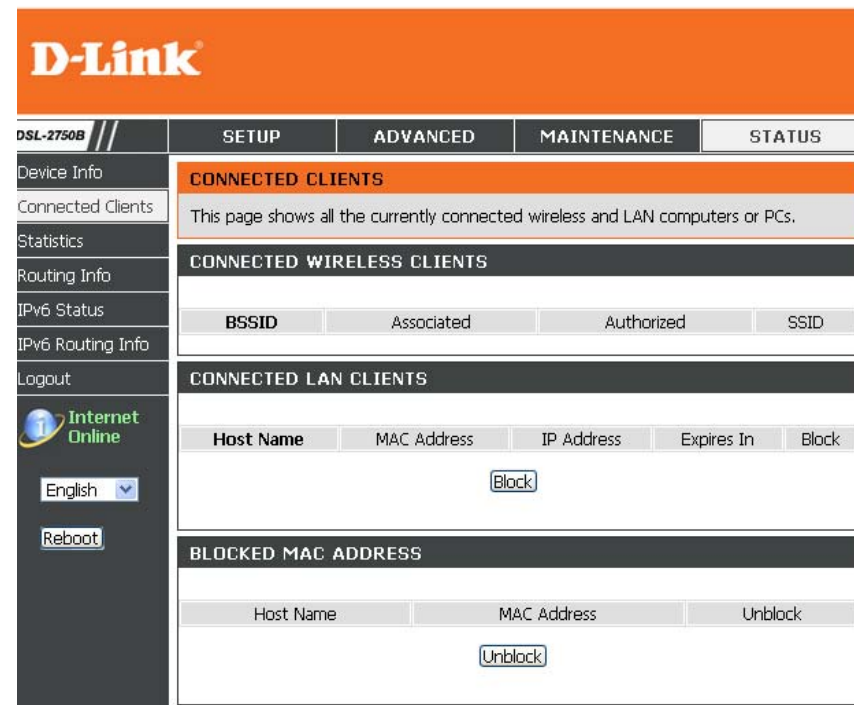 D-Link
DSL-2750B
SETUP ADVANCED MAINTENANCE STATUS
Device Info
Connected Clients
Statistics
Routing Info
IPv6 Status
IPv6 Routing Info
Logout
Internet
Online
English
Reboot
CONNECTED CLIENTS
This page shows all the currently connected wireless and LAN computers or PCs.
CONNECTED WIRELESS CLIENTS
BSSID Associated Authorized SSID
CONNECTED LAN CLIENTS
Host Name MAC Address IP Address Expires In Block
Block
BLOCKED MAC ADDRESS
Host Name MAC Address Unblock
Unblock